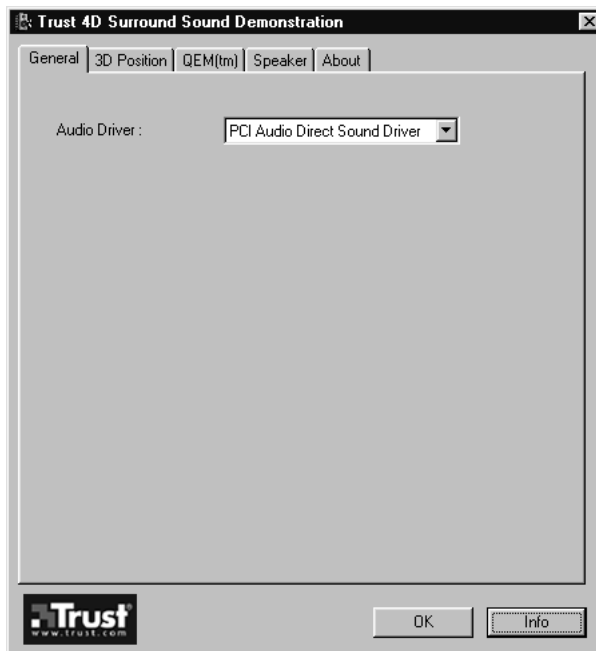 Trust 4D Surround Sound Demonstration
General 3D Position QEM(tm) Speaker About
Audio Driver : PCI Audio Direct Sound Driver
Trust
www.trust.com
OK Info